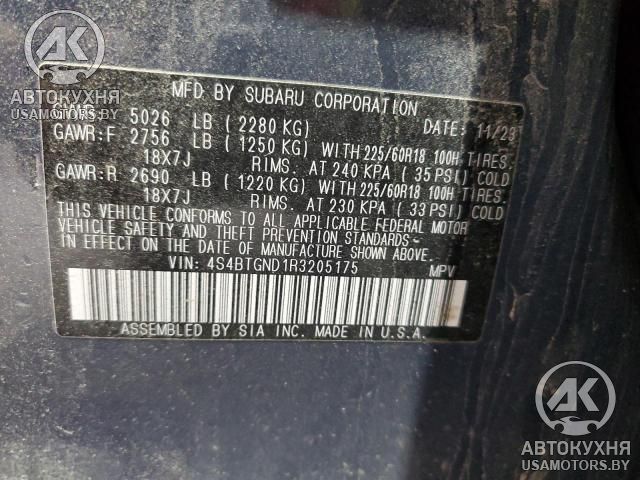 MFD BY SUBARU CORPORATION
GVWR: 5026 LB ( 2280 KG) DATE: 11/23
GAWR:F 2756 LB ( 1250 KG) WITH 225/60R18 100H TIRES.
18X7J RIMS. AT 240 KPA ( 35 PSI) COLD
GAWR:R 2690 LB ( 1220 KG) WITH 225/60R18 100H TIRES.
18X7J RIMS. AT 230 KPA ( 33 PSI) COLD
THIS VEHICLE CONFORMS TO ALL APPLICABLE FEDERAL MOTOR
VEHICLE SAFETY AND THEFT PREVENTION STANDARDS
IN EFFECT ON THE DATE OF MANUFACTURE SHOWN ABOVE.
VIN: 4S4BTGND1R3205175 MPV
ASSEMBLED BY SIA INC. MADE IN U.S.A.
АК
АВТОКУХНЯ
USAMOTORS.BY
АК
АВТОКУХНЯ
USAMOTORS.BY